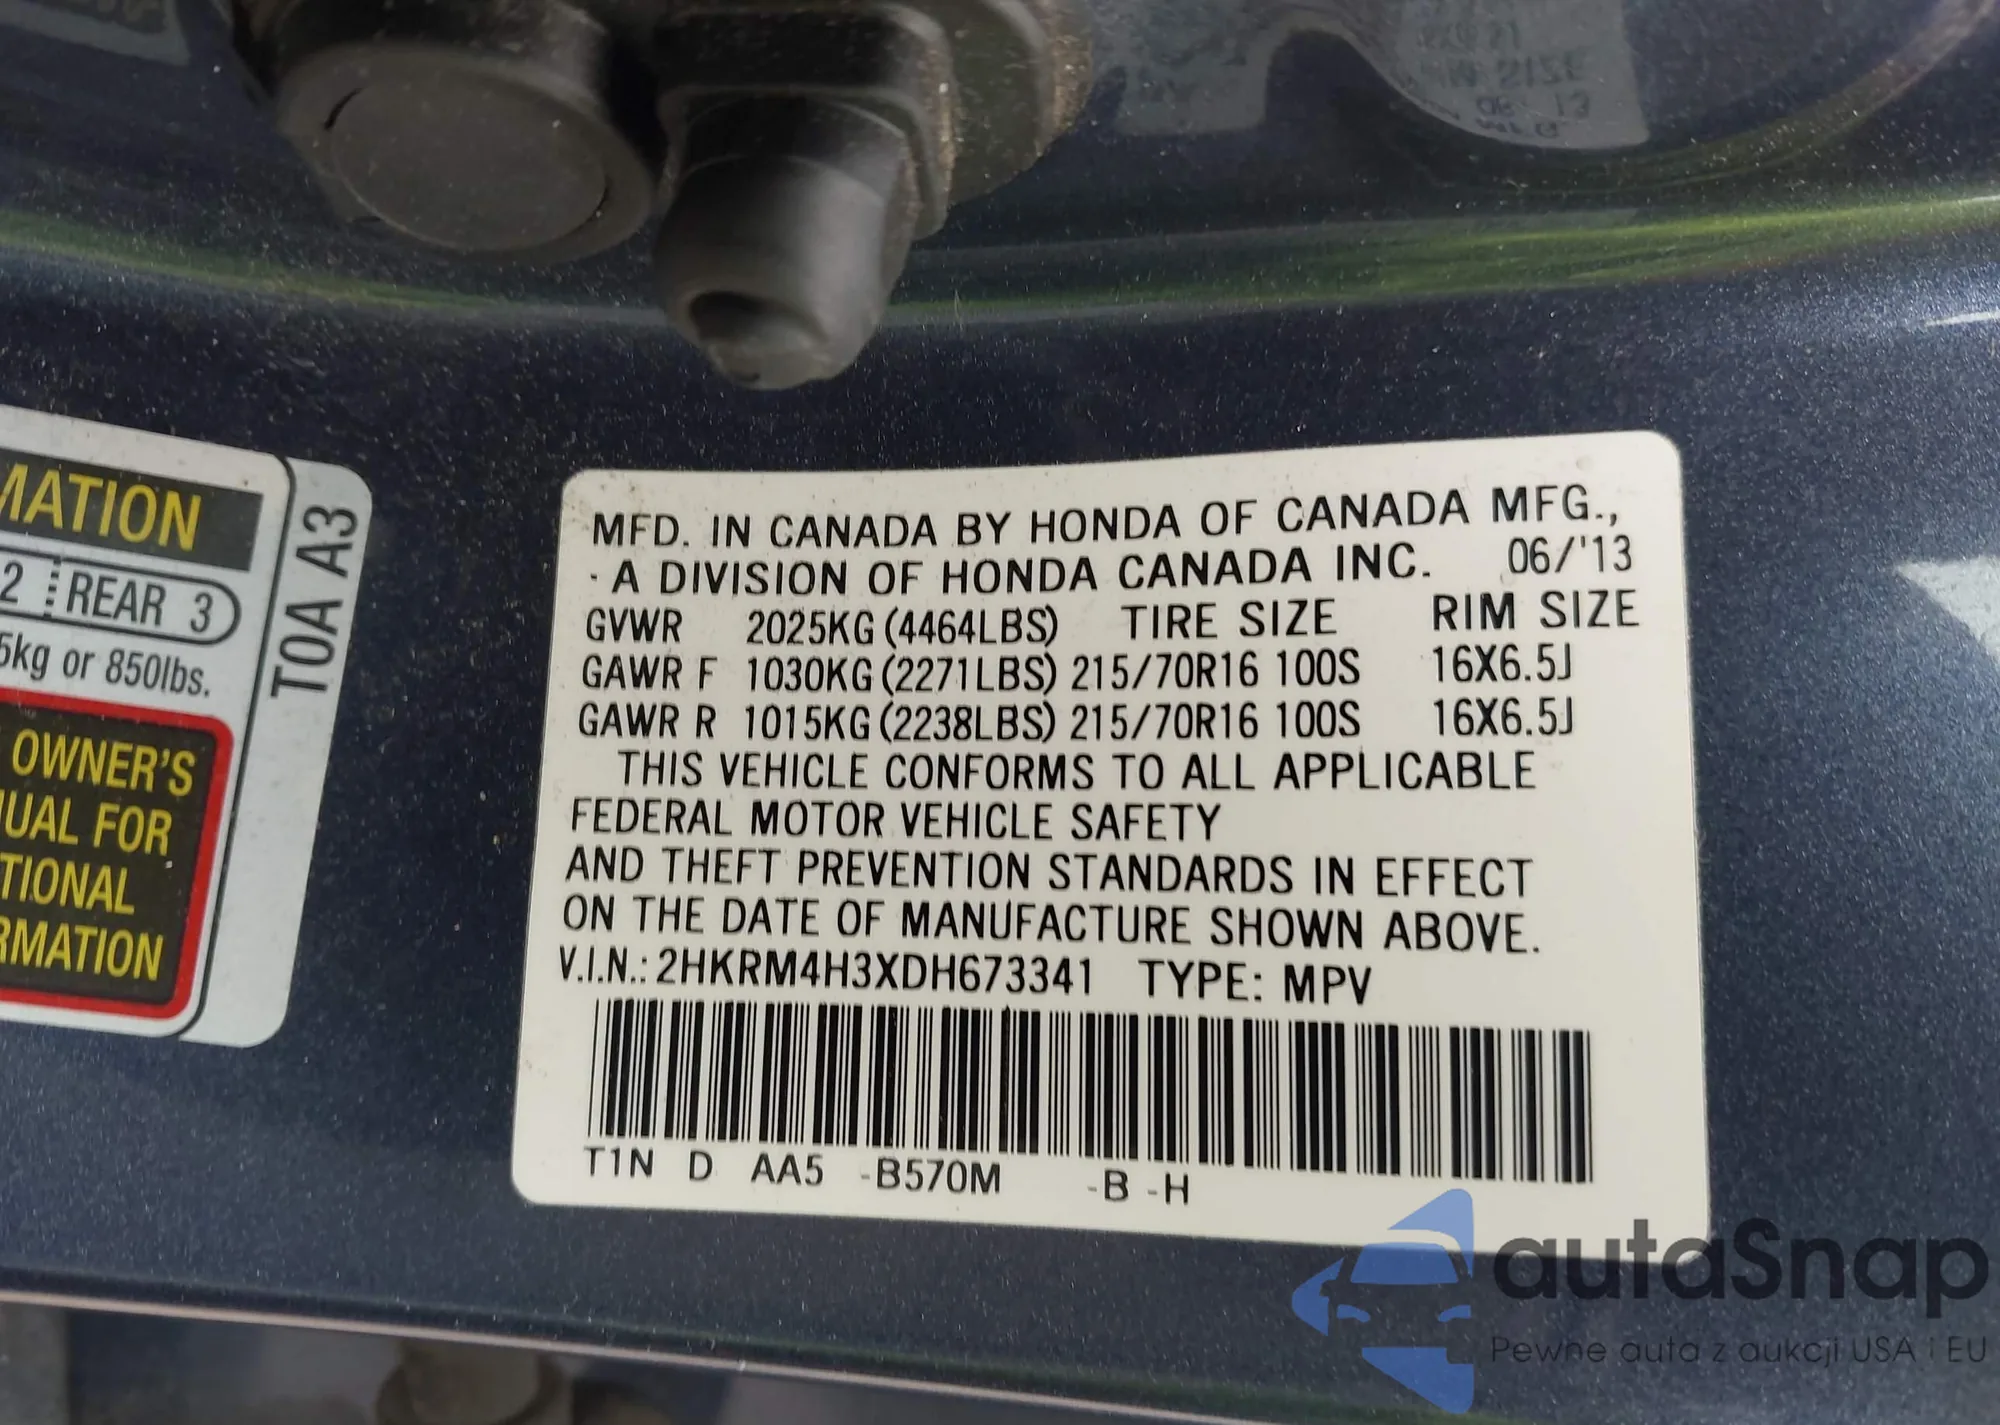 MATION
2 REAR 3
5kg or 850lbs.
OWNER'S
UAL FOR
TIONAL
RMATION
T0A A3
MFD. IN CANADA BY HONDA OF CANADA MFG.,
· A DIVISION OF HONDA CANADA INC. 06/'13
GVWR 2025KG (4464LBS) TIRE SIZE RIM SIZE
GAWR F 1030KG (2271LBS) 215/70R16 100S 16X6.5J
GAWR R 1015KG (2238LBS) 215/70R16 100S 16X6.5J
THIS VEHICLE CONFORMS TO ALL APPLICABLE
FEDERAL MOTOR VEHICLE SAFETY
AND THEFT PREVENTION STANDARDS IN EFFECT
ON THE DATE OF MANUFACTURE SHOWN ABOVE.
V.I.N.: 2HKRM4H3XDH673341 TYPE: MPV
T1N D AA5 -B570M -B -H
autaSnap
Pewne auta z aukcji USA i EU